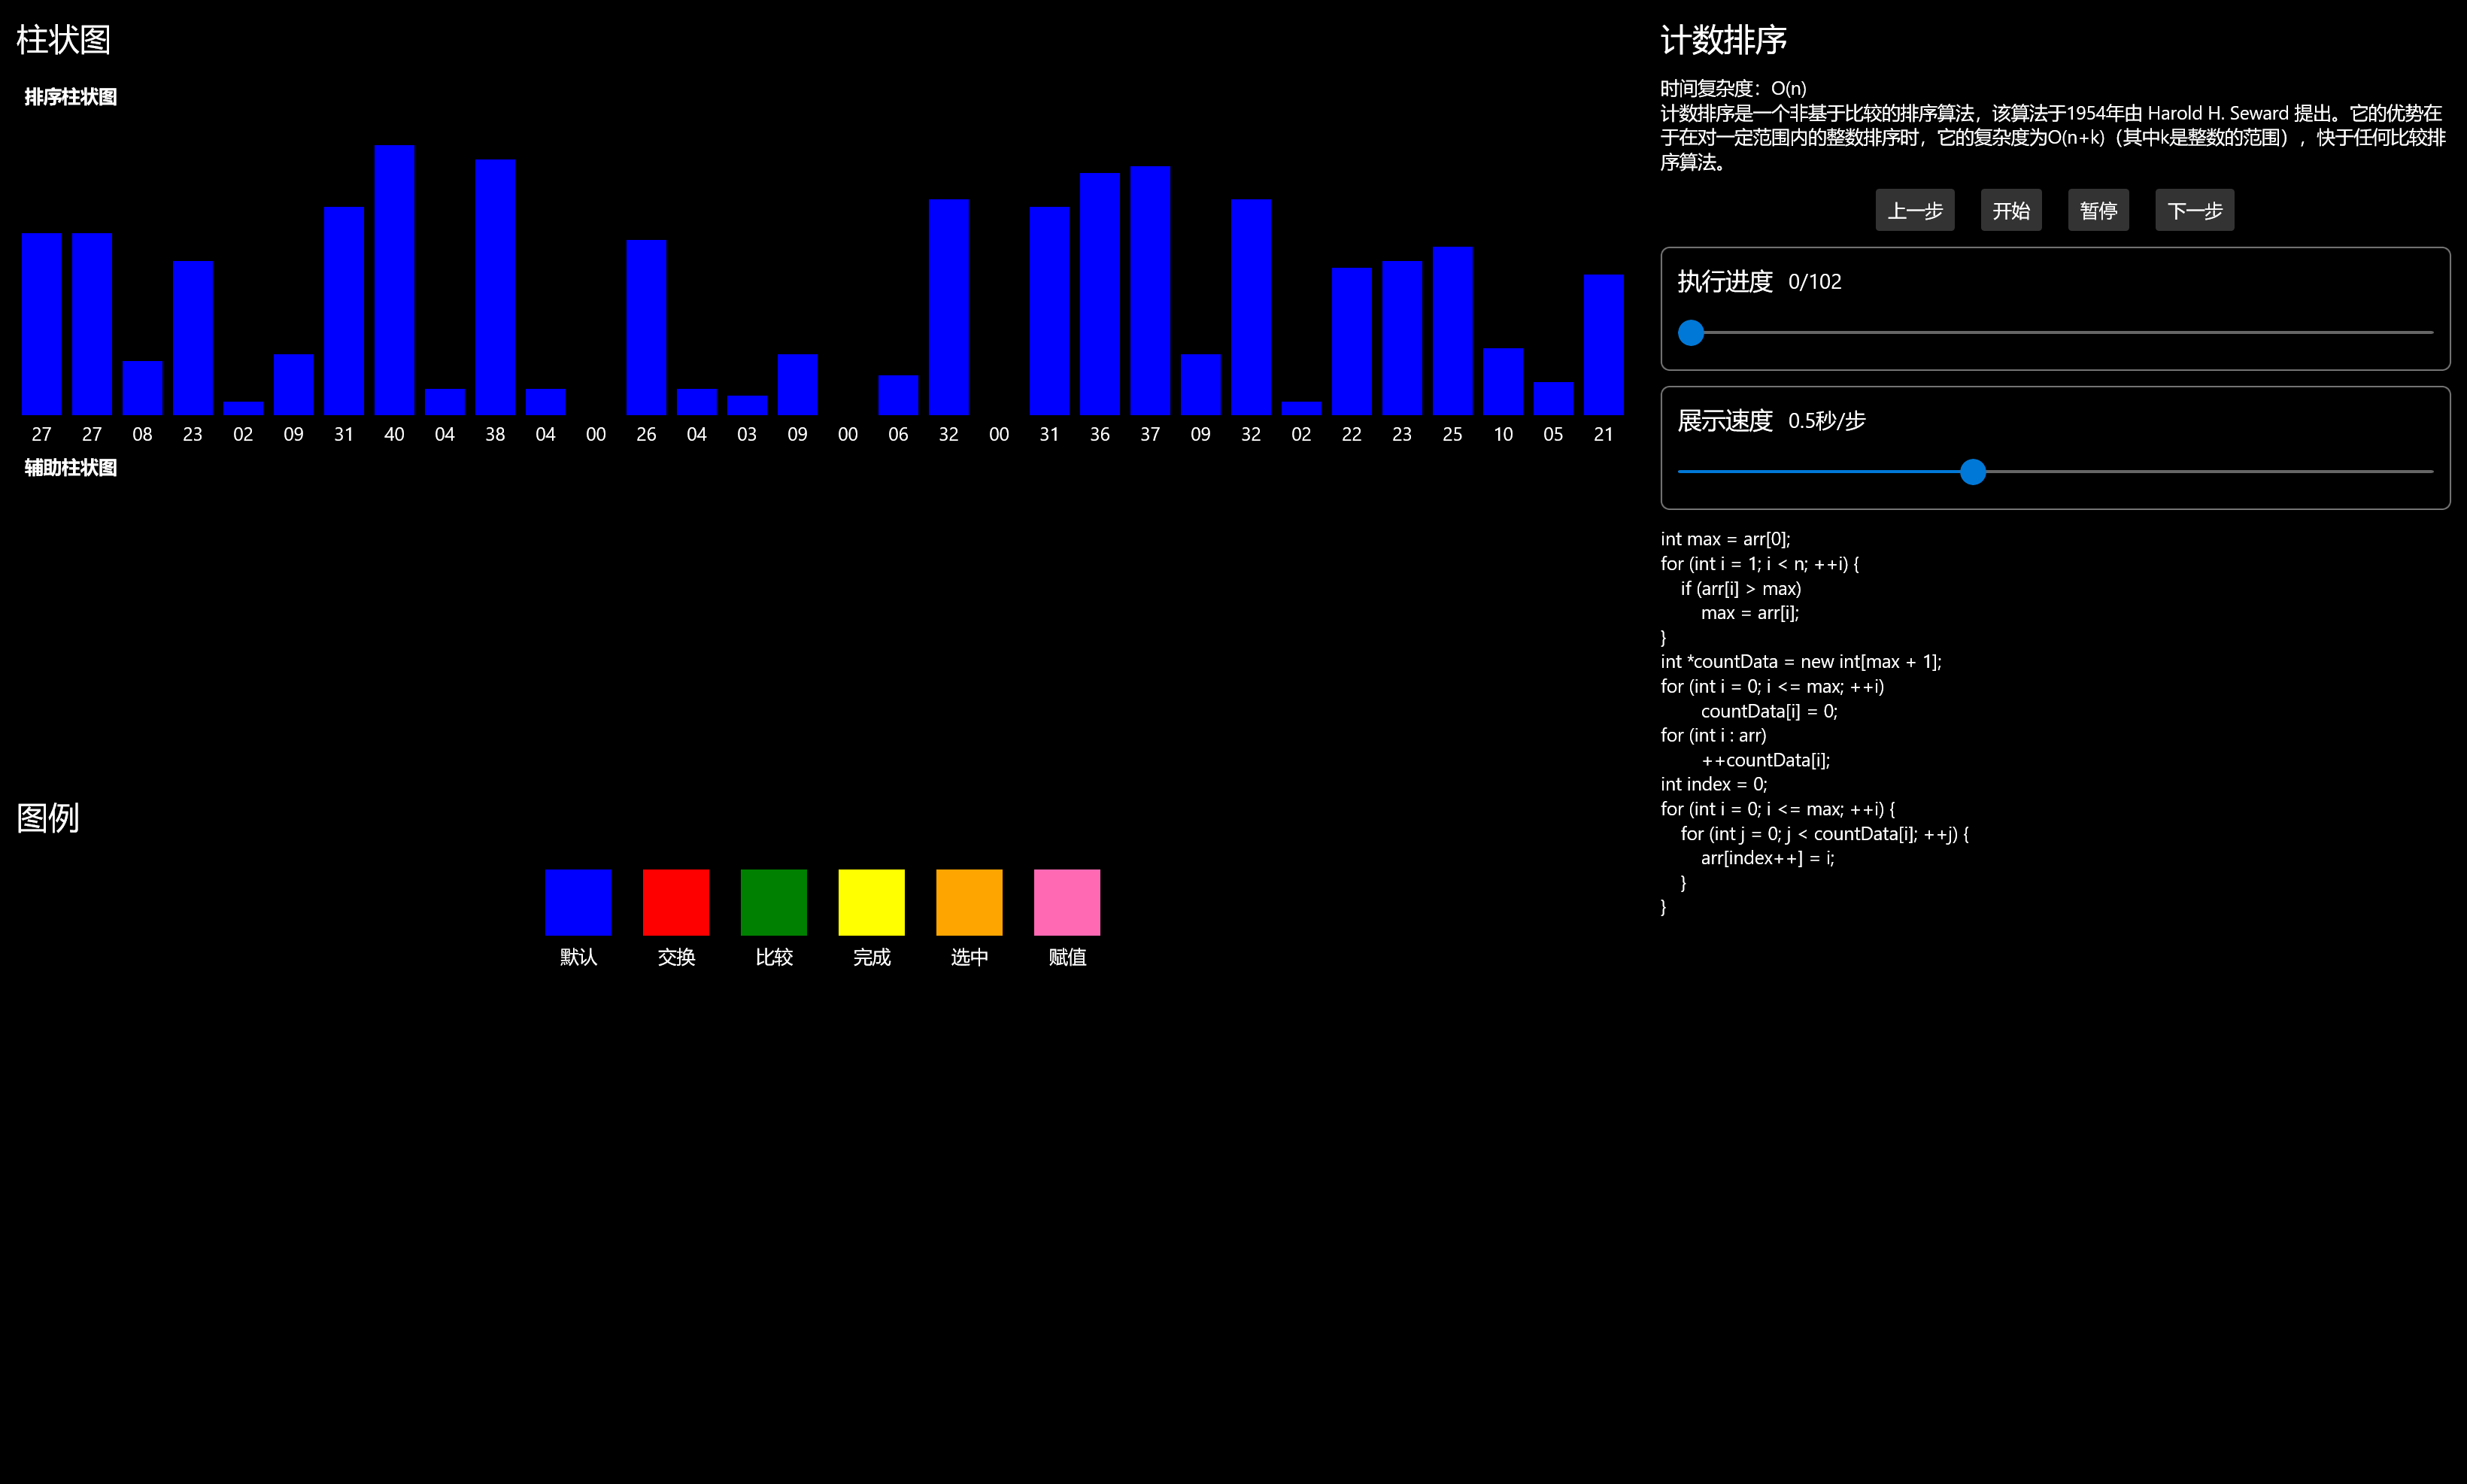 柱状图
排序柱状图
27 27 08 23 02 09 31 40 04 38 04 00 26 04 03 09 00 06 32 00 31 36 37 09 32 02 22 23 25 10 05 21
辅助柱状图
图例
默认 交换 比较 完成 选中 赋值
计数排序
时间复杂度：O(n)
计数排序是一个非基于比较的排序算法，该算法于1954年由 Harold H. Seward 提出。它的优势在
于在对一定范围内的整数排序时，它的复杂度为O(n+k)（其中k是整数的范围），快于任何比较排
序算法。
上一步 开始 暂停 下一步
执行进度 0/102
展示速度 0.5秒/步
int max = arr[0];
for (int i = 1; i < n; ++i) {
    if (arr[i] > max)
        max = arr[i];
}
int *countData = new int[max + 1];
for (int i = 0; i <= max; ++i)
        countData[i] = 0;
for (int i : arr)
        ++countData[i];
int index = 0;
for (int i = 0; i <= max; ++i) {
    for (int j = 0; j < countData[i]; ++j) {
        arr[index++] = i;
    }
}